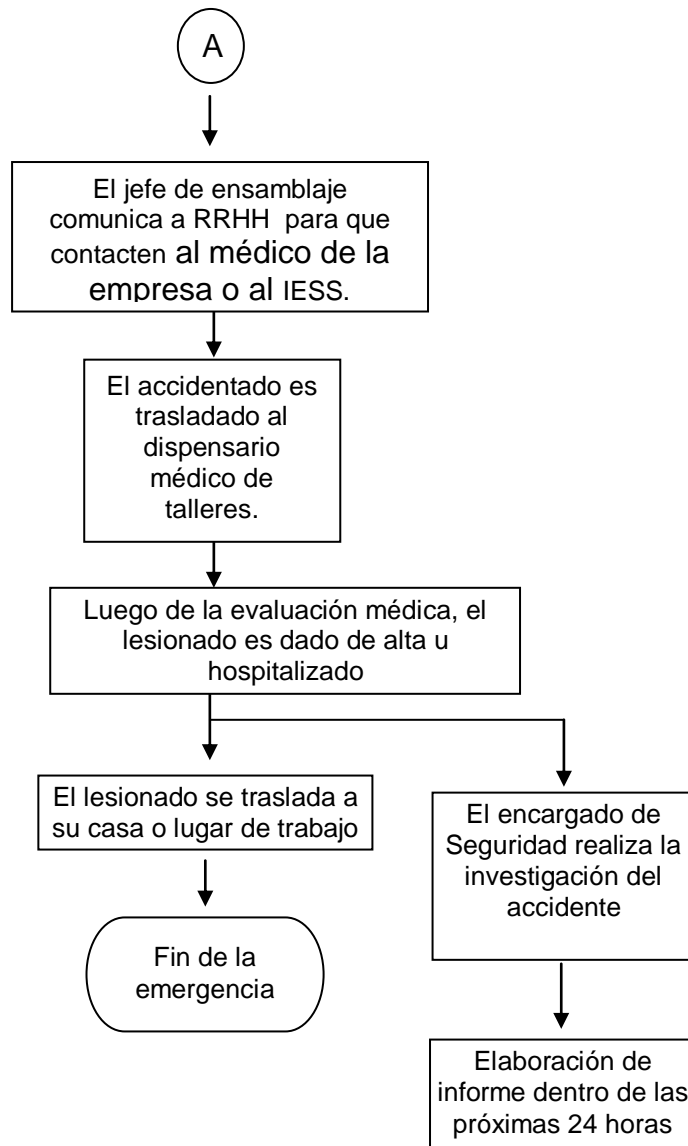 A
El jefe de ensamblaje
comunica a RRHH para que
contacten al médico de la
empresa o al IESS.
El accidentado es
trasladado al
dispensario
médico de
talleres.
Luego de la evaluación médica, el
lesionado es dado de alta u
hospitalizado
El lesionado se traslada a
su casa o lugar de trabajo
Fin de la
emergencia
El encargado de
Seguridad realiza la
investigación del
accidente
Elaboración de
informe dentro de las
próximas 24 horas